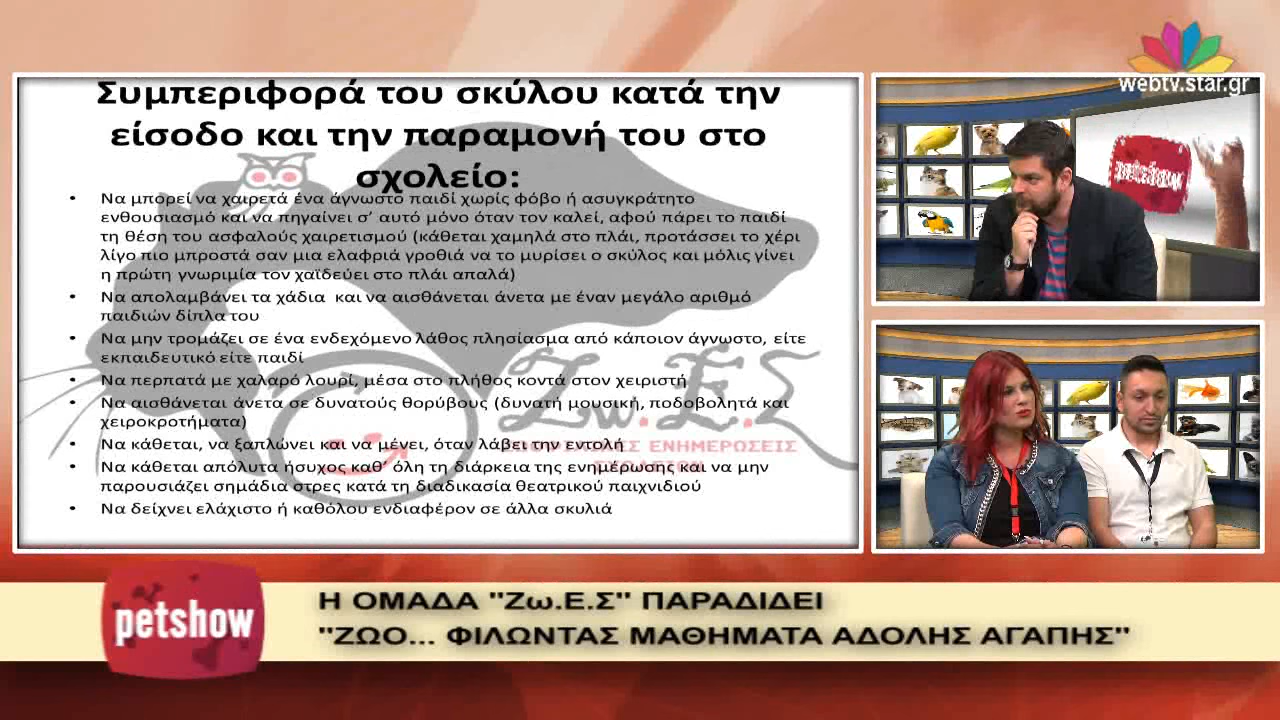 webtv.star.gr
Συμπεριφορά του σκύλου κατά την
είσοδο και την παραμονή του στο
σχολείο:
• Να μπορεί να χαιρετά ένα άγνωστο παιδί χωρίς φόβο ή ασυγκράτητο
ενθουσιασμό και να πηγαίνει σ’ αυτό μόνο όταν τον καλεί, αφού πάρει το παιδί
τη θέση του ασφαλούς χαιρετισμού (κάθεται χαμηλά στο πλάι, προτάσσει το χέρι
λίγο πιο μπροστά σαν μια ελαφριά γροθιά να το μυρίσει ο σκύλος και μόλις γίνει
η πρώτη γνωριμία τον χαϊδεύει στο πλάι απαλά)
• Να απολαμβάνει τα χάδια και να αισθάνεται άνετα με έναν μεγάλο αριθμό
παιδιών δίπλα του
• Να μην τρομάζει σε ένα ενδεχόμενο λάθος πλησίασμα από κάποιον άγνωστο, είτε
εκπαιδευτικό είτε παιδί
• Να περπατά με χαλαρό λουρί, μέσα στο πλήθος κοντά στον χειριστή
• Να αισθάνεται άνετα σε δυνατούς θορύβους (δυνατή μουσική, ποδοβολητά και
χειροκροτήματα)
• Να κάθεται, να ξαπλώνει και να μένει, όταν λάβει την εντολή
• Να κάθεται απόλυτα ήσυχος καθ’ όλη τη διάρκεια της ενημέρωσης και να μην
παρουσιάζει σημάδια στρες κατά τη διαδικασία θεατρικού παιχνιδιού
• Να δείχνει ελάχιστο ή καθόλου ενδιαφέρον σε άλλα σκυλιά
Ζω.Ε.Σ
ΕΝΗΜΕΡΩΣΕΙΣ
petshow
petshow
Η ΟΜΑΔΑ "Ζω.Ε.Σ" ΠΑΡΑΔΙΔΕΙ
"ΖΩΟ... ΦΙΛΩΝΤΑΣ ΜΑΘΗΜΑΤΑ ΑΔΟΛΗΣ ΑΓΑΠΗΣ"